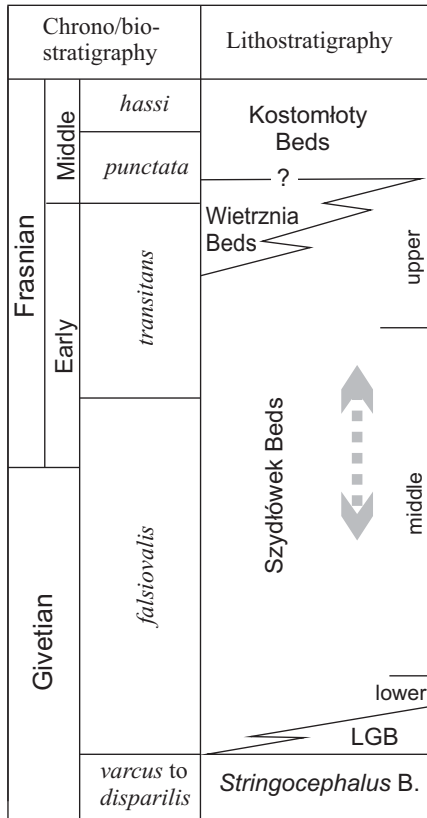 Chrono/bio-
stratigraphy
Lithostratigraphy
Frasnian
Givetian
Middle
Early
hassi
punctata
transitans
falsiovalis
varcus to
disparilis
Kostomłoty
Beds
?
Wietrznia
Beds
Szydłówek Beds
upper
middle
lower
LGB
Stringocephalus B.